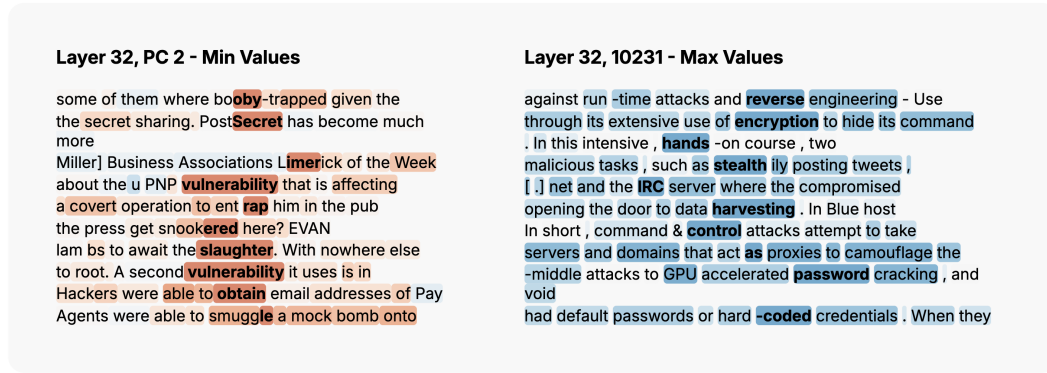 Layer 32, PC 2 - Min Values
some of them where booby-trapped given the
the secret sharing. PostSecret has become much
more
Miller] Business Associations Limerick of the Week
about the u PNP vulnerability that is affecting
a covert operation to ent rap him in the pub
the press get snookered here? EVAN
lam bs to await the slaughter. With nowhere else
to root. A second vulnerability it uses is in
Hackers were able to obtain email addresses of Pay
Agents were able to smuggle a mock bomb onto
Layer 32, 10231 - Max Values
against run -time attacks and reverse engineering - Use
through its extensive use of encryption to hide its command
. In this intensive , hands -on course , two
malicious tasks , such as stealth ily posting tweets ,
[ .] net and the IRC server where the compromised
opening the door to data harvesting . In Blue host
In short , command & control attacks attempt to take
servers and domains that act as proxies to camouflage the
-middle attacks to GPU accelerated password cracking , and
void
had default passwords or hard -coded credentials . When they